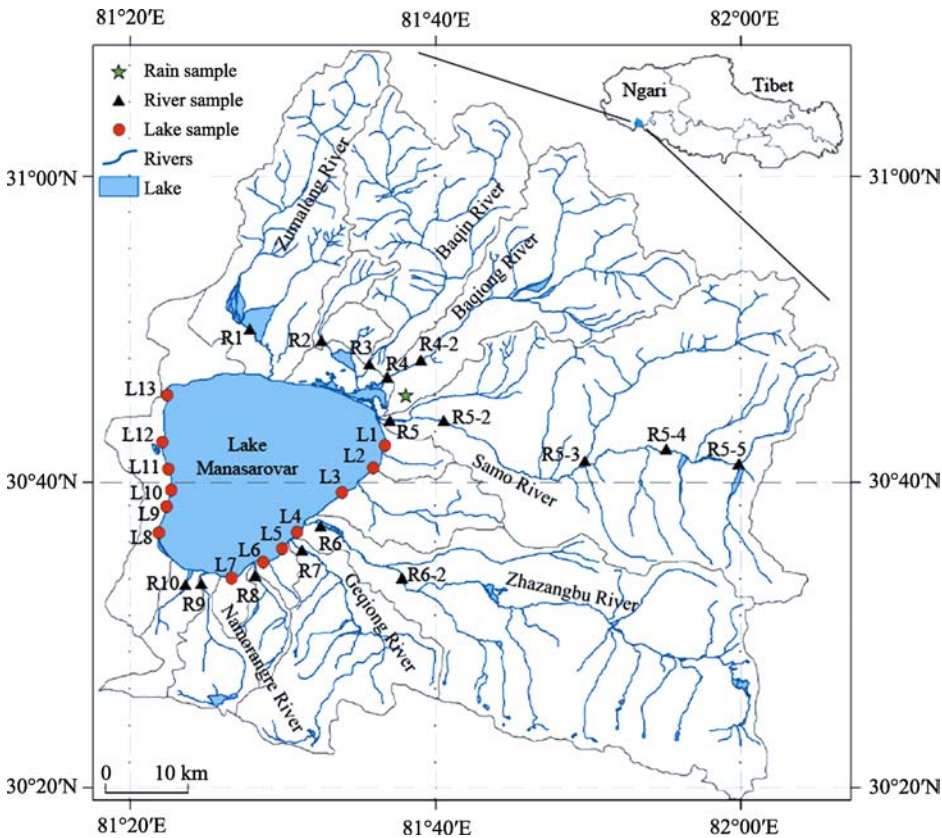 81°20′E 81°40′E 82°00′E
Rain sample
River sample
Lake sample
Rivers
Lake
Ngari Tibet
31°00′N 31°00′N
Zumalong River
Baqin River
Baqiong River
R1 R2 R3 R4 R4-2
L13
R5 R5-2
L12 L1
R5-3 R5-4 R5-5
Lake
Manasarovar
L2
L11 L3
Samo River
30°40′N 30°40′N
L10
L9
L8
L4
L5
L6
L7
R6
R7
R8
R10
R9
R6-2
Zhazangbu River
Geqiong River
Namorangre River
0 10 km
30°20′N 30°20′N
81°20′E 81°40′E 82°00′E